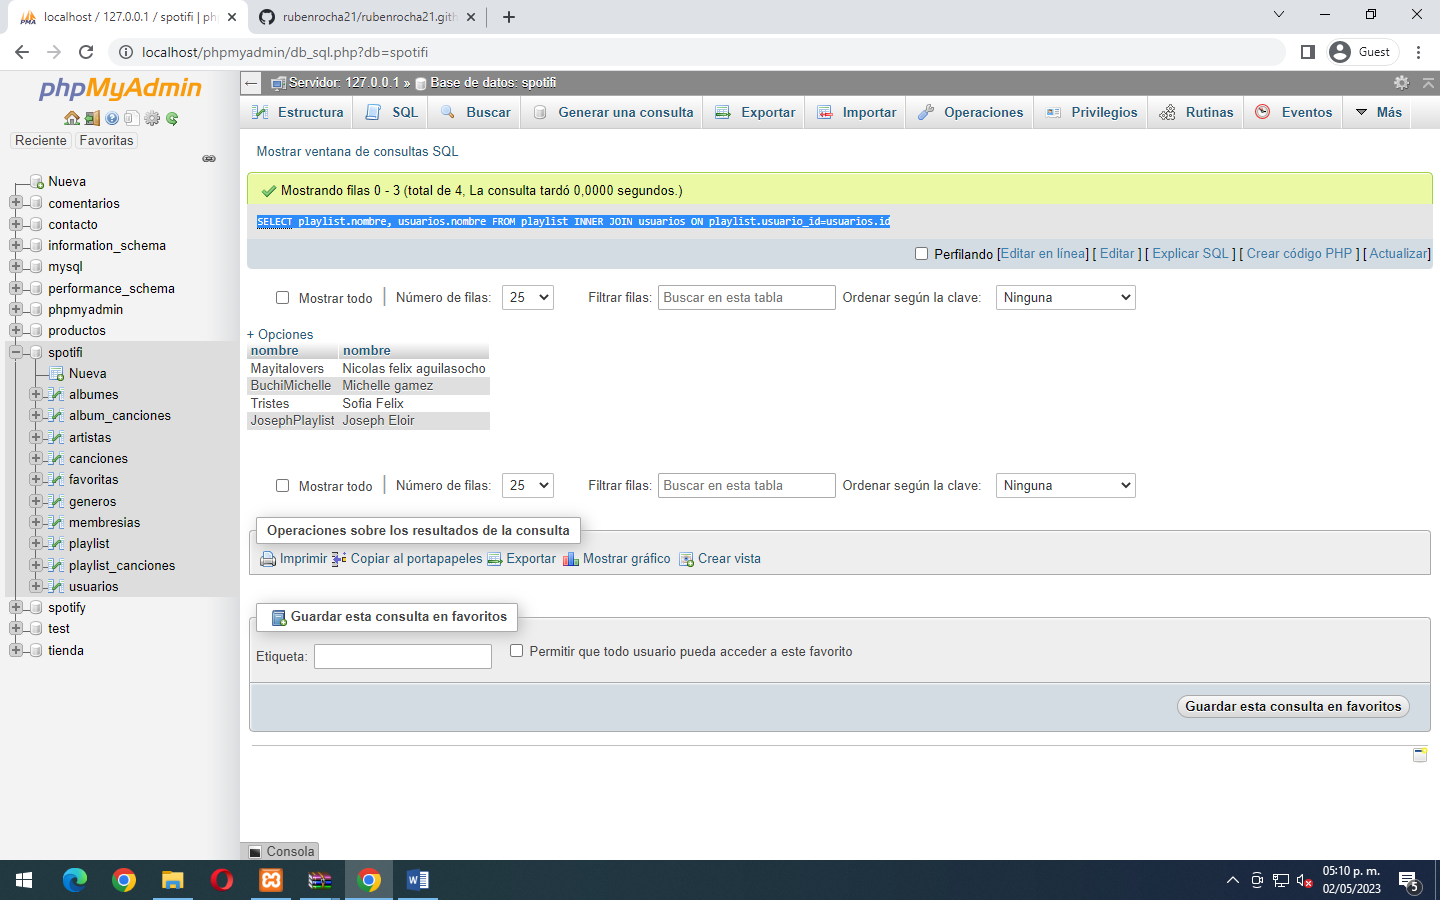 localhost / 127.0.0.1 / spotifi | ph
rubenrocha21/rubenrocha21.gith
localhost/phpmyadmin/db_sql.php?db=spotifi
Guest
phpMyAdmin
Reciente Favoritas
Nueva
comentarios
contacto
information_schema
mysql
performance_schema
phpmyadmin
productos
spotifi
Nueva
albumes
album_canciones
artistas
canciones
favoritas
generos
membresias
playlist
playlist_canciones
usuarios
spotify
test
tienda
Servidor: 127.0.0.1 » Base de datos: spotifi
Estructura SQL Buscar Generar una consulta Exportar Importar Operaciones Privilegios Rutinas Eventos Más
Mostrar ventana de consultas SQL
Mostrando filas 0 - 3 (total de 4, La consulta tardó 0,0000 segundos.)
SELECT playlist.nombre, usuarios.nombre FROM playlist INNER JOIN usuarios ON playlist.usuario_id=usuarios.id
Perfilando [Editar en línea] [ Editar ] [ Explicar SQL ] [ Crear código PHP ] [ Actualizar]
Mostrar todo Número de filas: 25 Filtrar filas: Buscar en esta tabla Ordenar según la clave: Ninguna
+ Opciones
nombre nombre
Mayitalovers Nicolas felix aguilasocho
BuchiMichelle Michelle gamez
Tristes Sofia Felix
JosephPlaylist Joseph Eloir
Mostrar todo Número de filas: 25 Filtrar filas: Buscar en esta tabla Ordenar según la clave: Ninguna
Operaciones sobre los resultados de la consulta
Imprimir Copiar al portapapeles Exportar Mostrar gráfico Crear vista
Guardar esta consulta en favoritos
Etiqueta: Permitir que todo usuario pueda acceder a este favorito
Guardar esta consulta en favoritos
Consola
05:10 p. m.
02/05/2023
5